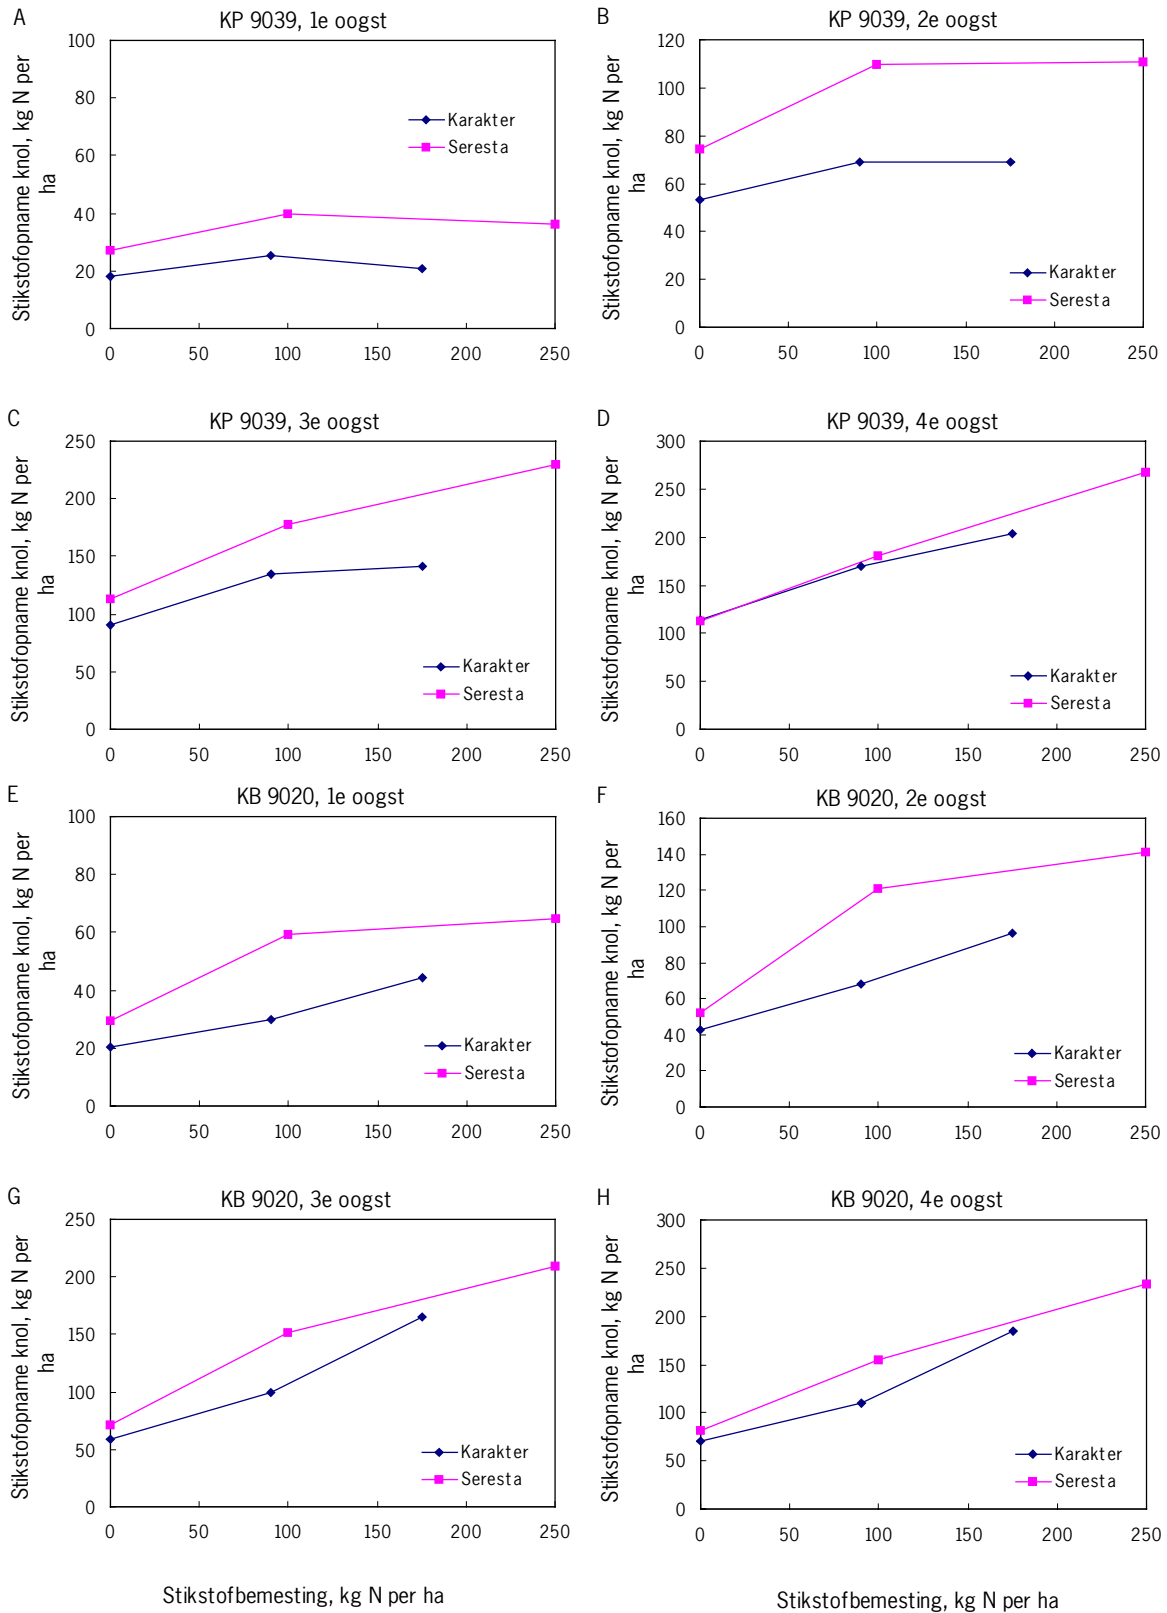 A
KP 9039, 1e oogst
Stikstofopname knol, kg N per
ha
100
80
60
40
20
0
0 50 100 150 200 250
Karakter
Seresta
B
KP 9039, 2e oogst
Stikstofopname knol, kg N per
ha
120
100
80
60
40
20
0
0 50 100 150 200 250
Karakter
Seresta
C
KP 9039, 3e oogst
Stikstofopname knol, kg N per
ha
250
200
150
100
50
0
0 50 100 150 200 250
Karakter
Seresta
D
KP 9039, 4e oogst
Stikstofopname knol, kg N per
ha
300
250
200
150
100
50
0
0 50 100 150 200 250
Karakter
Seresta
E
KB 9020, 1e oogst
Stikstofopname knol, kg N per
ha
100
80
60
40
20
0
0 50 100 150 200 250
Karakter
Seresta
F
KB 9020, 2e oogst
Stikstofopname knol, kg N per
ha
160
140
120
100
80
60
40
20
0
0 50 100 150 200 250
Karakter
Seresta
G
KB 9020, 3e oogst
Stikstofopname knol, kg N per
ha
250
200
150
100
50
0
0 50 100 150 200 250
Karakter
Seresta
Stikstofbemesting, kg N per ha
H
KB 9020, 4e oogst
Stikstofopname knol, kg N per
ha
300
250
200
150
100
50
0
0 50 100 150 200 250
Karakter
Seresta
Stikstofbemesting, kg N per ha